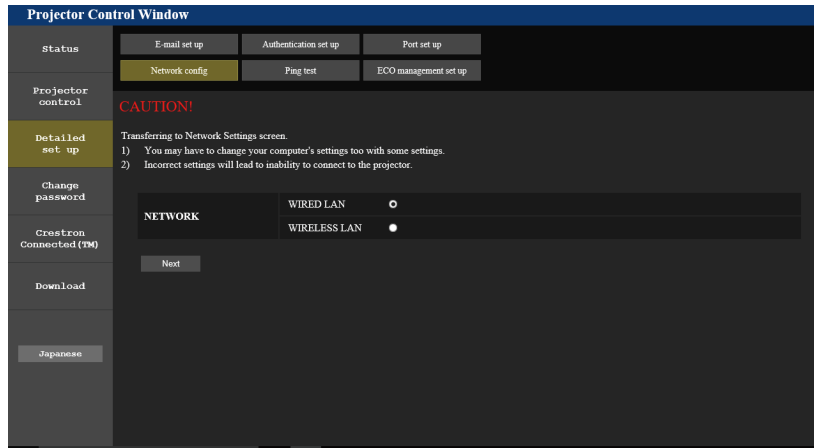 Projector Control Window
Status
E-mail set up
Authentication set up
Port set up
Network config
Ping test
ECO management set up
Projector
control
CAUTION!
Detailed
set up
Transferring to Network Settings screen.
1) You may have to change your computer's settings too with some settings.
2) Incorrect settings will lead to inability to connect to the projector.
Change
password
NETWORK
WIRED LAN
WIRELESS LAN
Crestron
Connected(TM)
Next
Download
Japanese